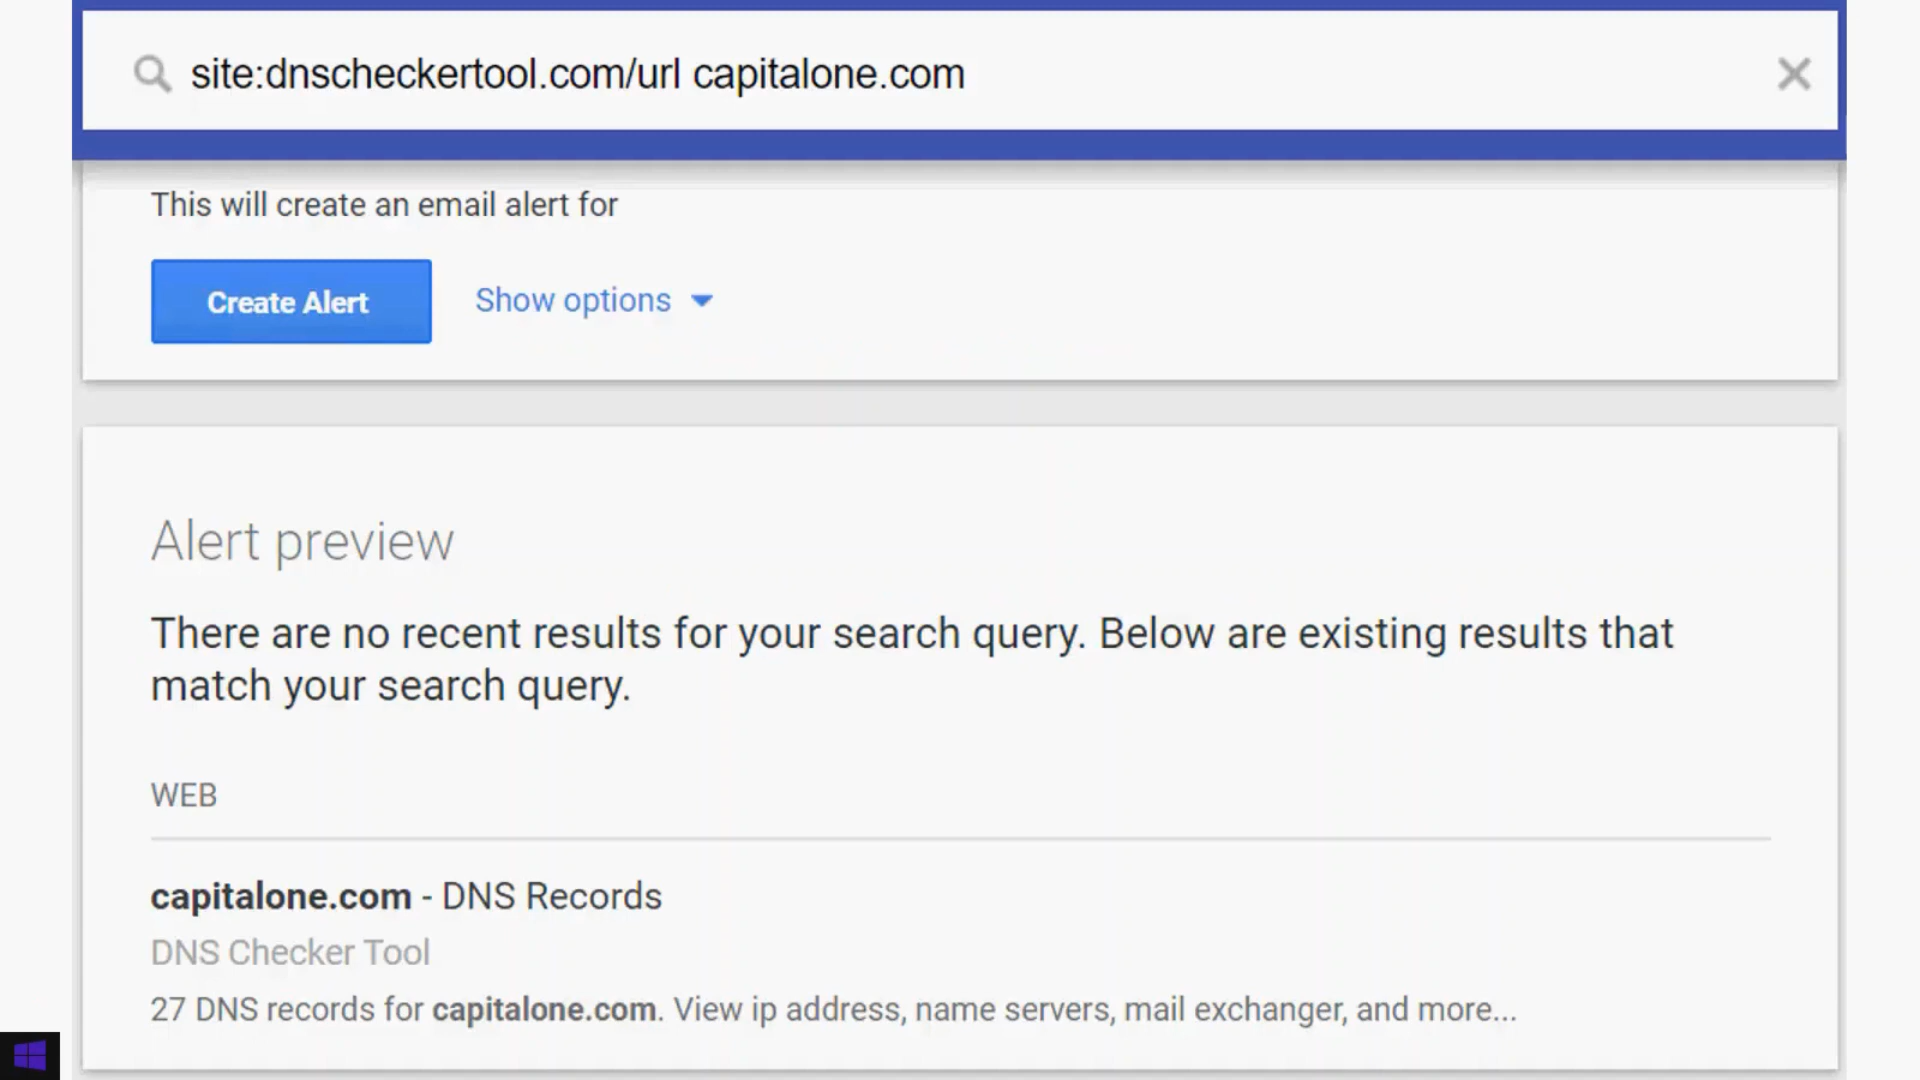 site:dnscheckertool.com/url capitalone.com
This will create an email alert for
Create Alert
Show options
Alert preview
There are no recent results for your search query. Below are existing results that
match your search query.
WEB
capitalone.com - DNS Records
DNS Checker Tool
27 DNS records for capitalone.com. View ip address, name servers, mail exchanger, and more...